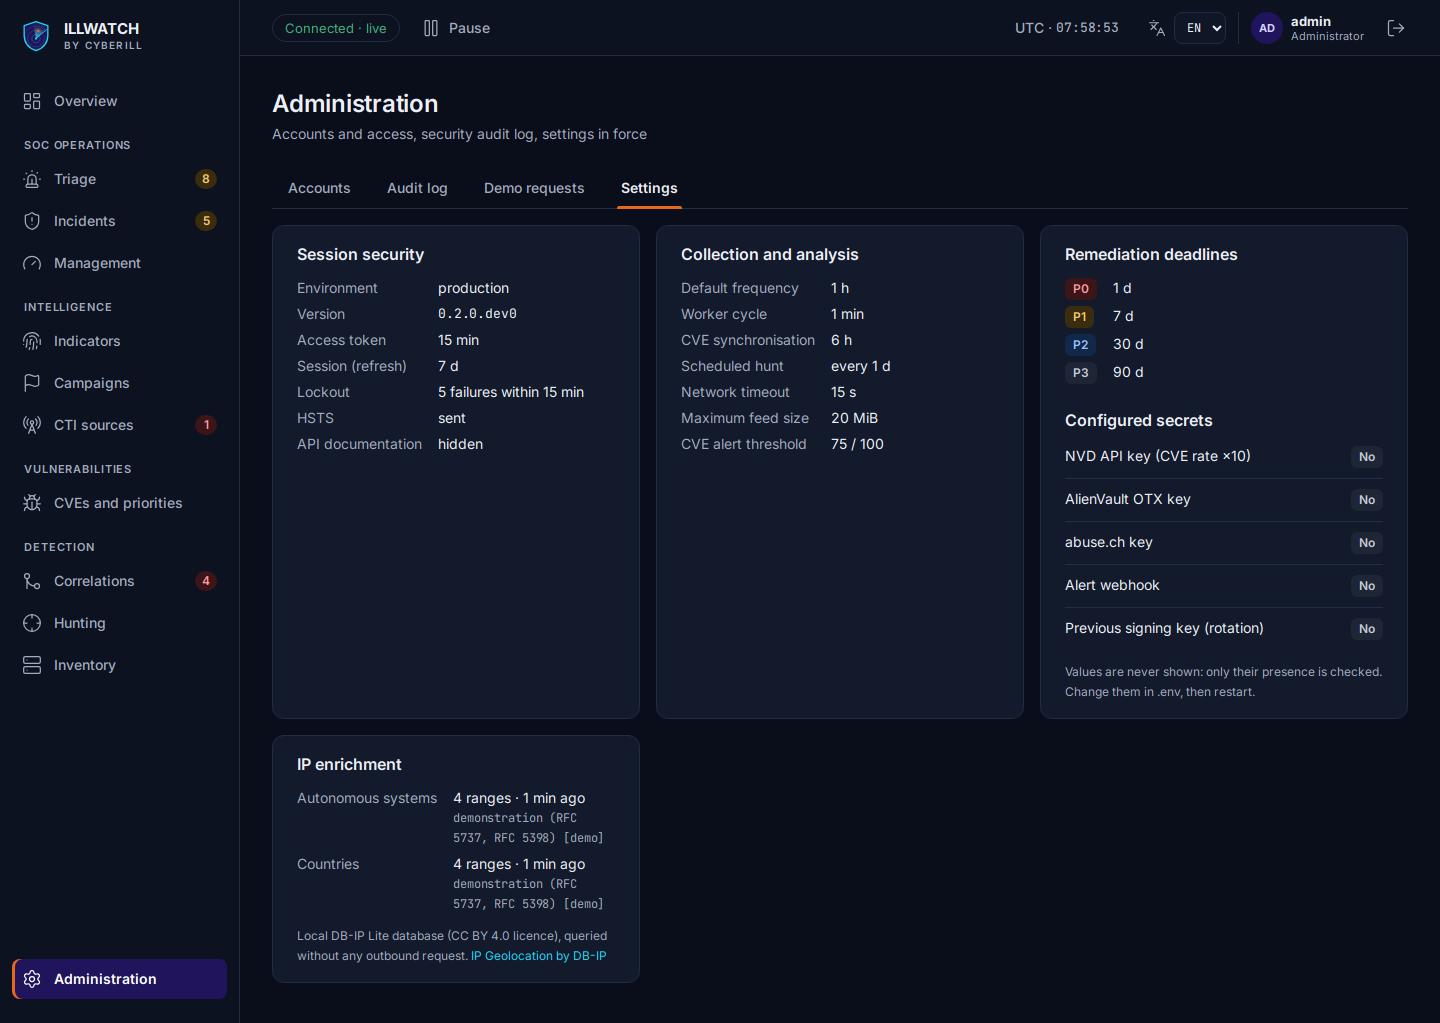 ILLWATCH
BY CYBERILL
Overview
SOC OPERATIONS
Triage 8
Incidents 5
Management
INTELLIGENCE
Indicators
Campaigns
CTI sources 1
VULNERABILITIES
CVEs and priorities
DETECTION
Correlations 4
Hunting
Inventory
Administration
Connected · live
Pause
UTC · 07:58:53
EN
AD
admin
Administrator
Administration
Accounts and access, security audit log, settings in force
Accounts Audit log Demo requests Settings
Session security
Environment production
Version 0.2.0.dev0
Access token 15 min
Session (refresh) 7 d
Lockout 5 failures within 15 min
HSTS sent
API documentation hidden
Collection and analysis
Default frequency 1 h
Worker cycle 1 min
CVE synchronisation 6 h
Scheduled hunt every 1 d
Network timeout 15 s
Maximum feed size 20 MiB
CVE alert threshold 75 / 100
Remediation deadlines
P0 1 d
P1 7 d
P2 30 d
P3 90 d
Configured secrets
NVD API key (CVE rate ×10) No
AlienVault OTX key No
abuse.ch key No
Alert webhook No
Previous signing key (rotation) No
Values are never shown: only their presence is checked.
Change them in .env, then restart.
IP enrichment
Autonomous systems 4 ranges · 1 min ago
demonstration (RFC
5737, RFC 5398) [demo]
Countries 4 ranges · 1 min ago
demonstration (RFC
5737, RFC 5398) [demo]
Local DB-IP Lite database (CC BY 4.0 licence), queried
without any outbound request. IP Geolocation by DB-IP